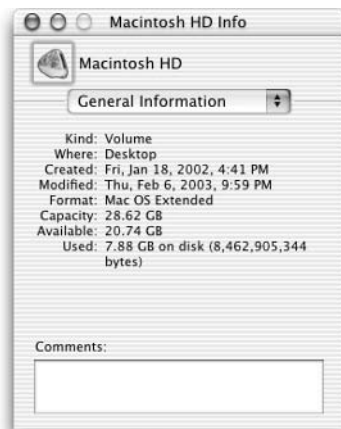 Macintosh HD Info
Macintosh HD
General Information
Kind: Volume
Where: Desktop
Created: Fri, Jan 18, 2002, 4:41 PM
Modified: Thu, Feb 6, 2003, 9:59 PM
Format: Mac OS Extended
Capacity: 28.62 GB
Available: 20.74 GB
Used: 7.88 GB on disk (8,462,905,344
bytes)
Comments: